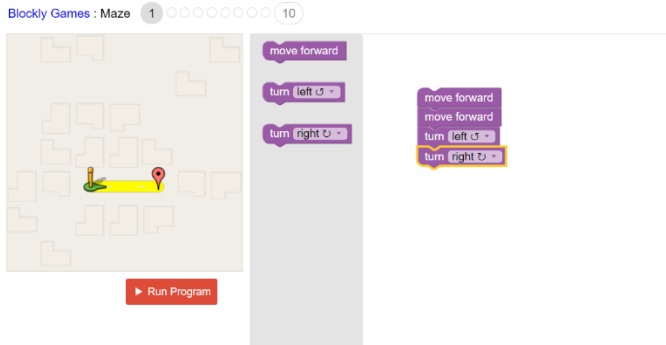 Blockly Games : Maze 1 10
move forward
turn left ↺
turn right ↻
move forward
move forward
turn left ↺
turn right ↻
Run Program